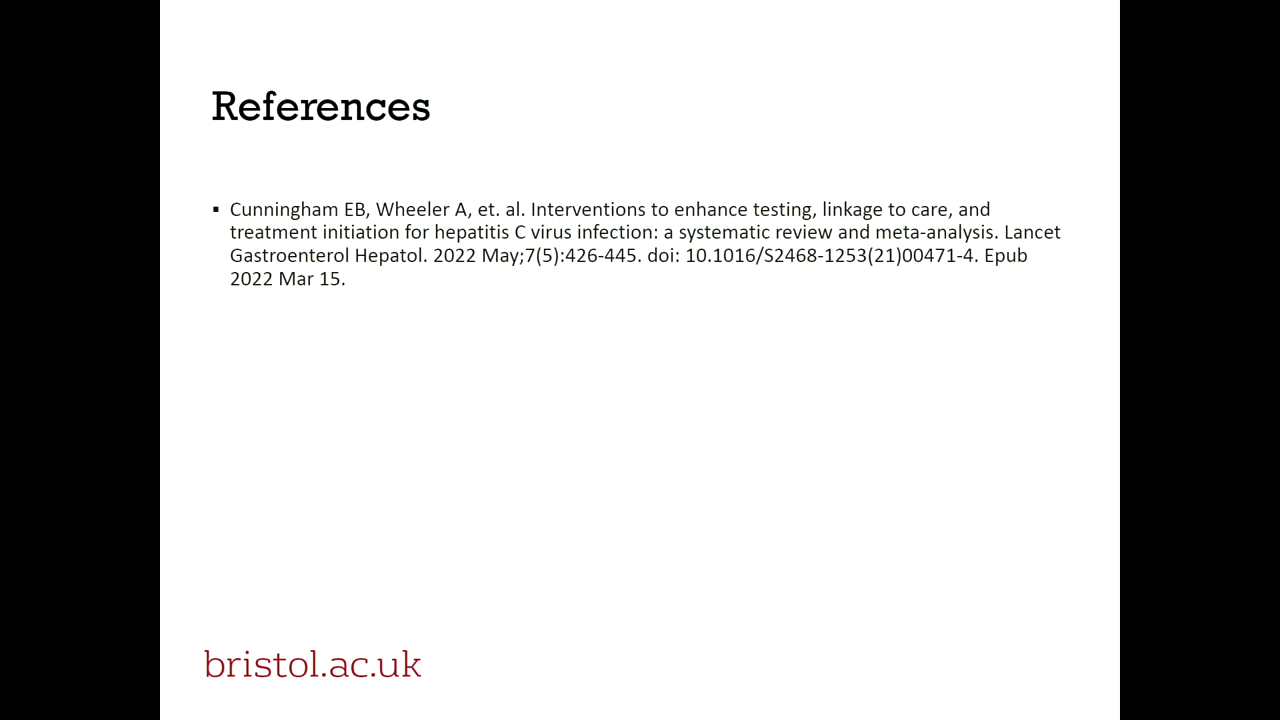 References
▪ Cunningham EB, Wheeler A, et. al. Interventions to enhance testing, linkage to care, and
treatment initiation for hepatitis C virus infection: a systematic review and meta-analysis. Lancet
Gastroenterol Hepatol. 2022 May;7(5):426-445. doi: 10.1016/S2468-1253(21)00471-4. Epub
2022 Mar 15.
bristol.ac.uk